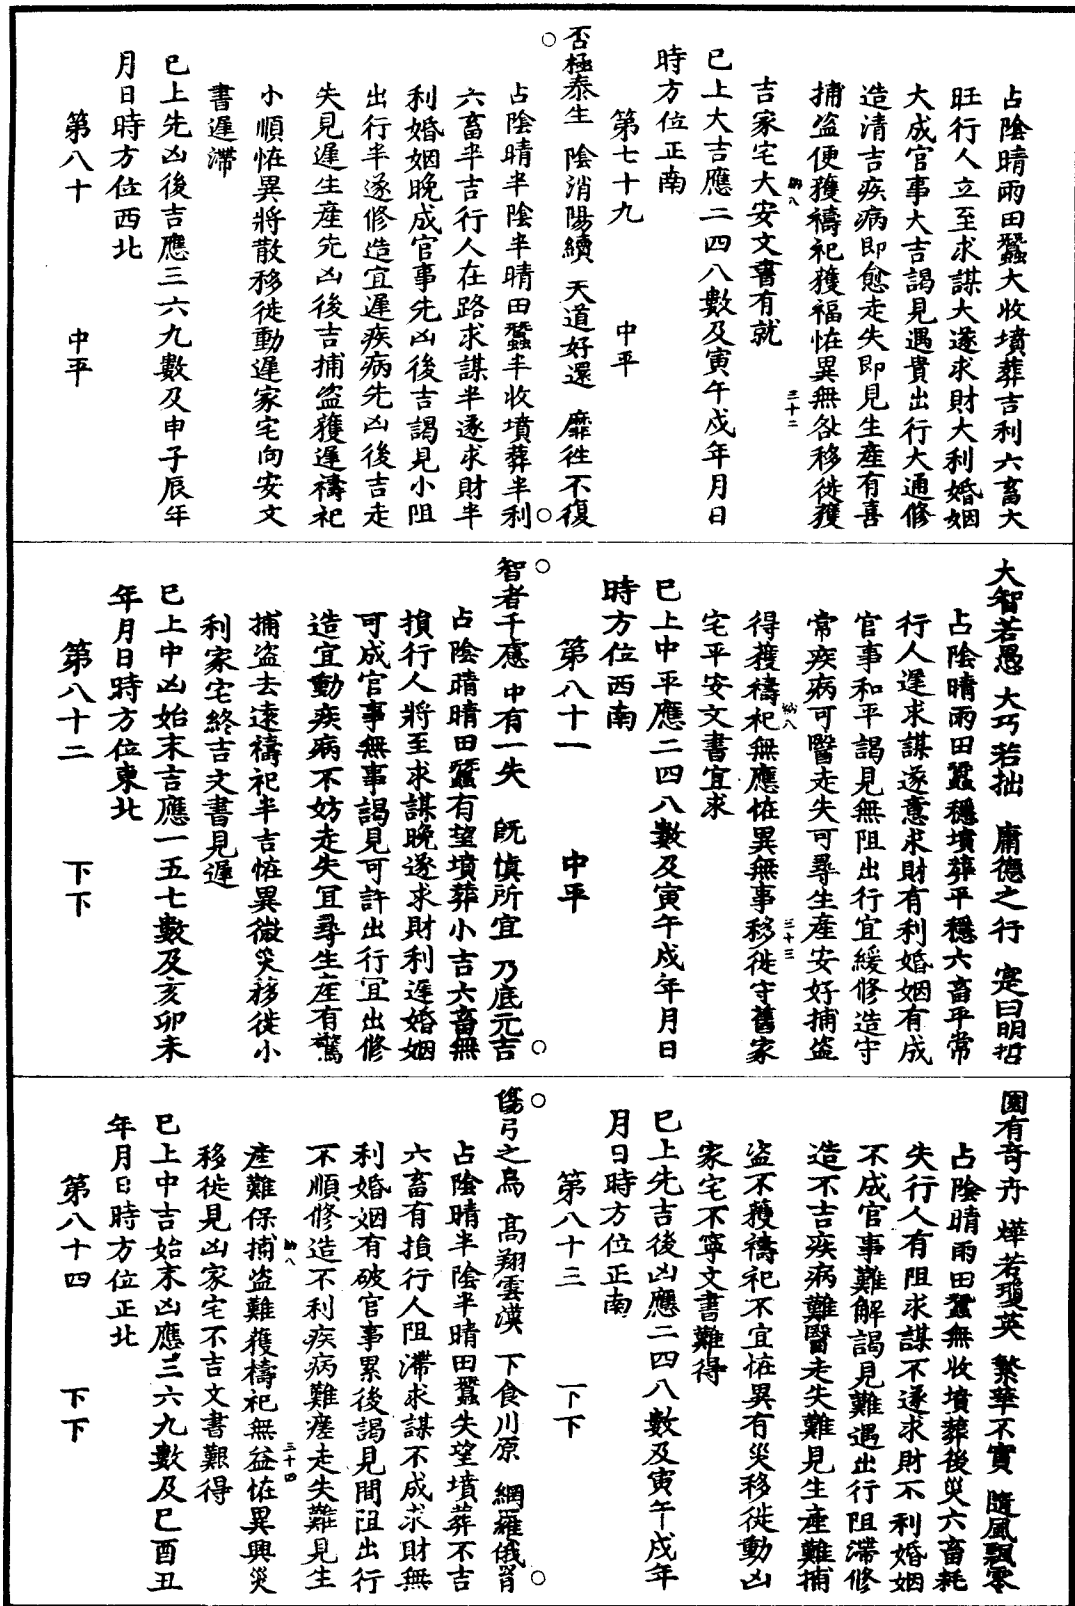 占陰晴雨田蠶大收墳葬吉利六畜大
旺行人立至求謀大遂求財大利婚姻
大成官事大吉謁見遇貴出行大通修
造清吉疾病即愈走失即見生產有喜
捕盜便獲禱祀獲福怪異無咎移徙獲
納八 三十二
吉家宅大安文書有就
已上大吉應二四八數及寅午戌年月日
時方位正南
第七十九 中平
否極泰生 陰消陽續 天道好還 靡往不復
占陰晴半陰半晴田蠶半收墳葬半利
六畜半吉行人在路求謀半遂求財半
利婚姻晚成官事先凶後吉謁見小阻
出行半遂修造宜遲疾病先凶後吉走
失見遲生產先凶後吉捕盜獲遲禱祀
小順怪異將散移徙動遲家宅向安文
書遲滯
已上先凶後吉應三六九數及申子辰年
月日時方位西北
第八十 中平
大智若愚 大巧若拙 庸德之行 寔曰明哲
占陰晴雨田蠶穩墳葬平穩六畜平常
行人遲求謀遂意求財有利婚姻有成
官事和平謁見無阻出行宜緩修造守
常疾病可醫走失可尋生產安好捕盜
得獲禱祀無應怪異無事移徙守舊家
納八 三十三
宅平安文書宜求
已上中平應二四八數及寅午戌年月日
時方位西南
第八十一 中平
智者千慮 中有一失 既慎所宜 乃底元吉
占陰晴晴田蠶有望墳葬小吉六畜無
損行人將至求謀晚遂求財利遲婚姻
可成官事無事謁見可許出行宜出修
造宜動疾病不妨走失宜尋生產有驚
捕盜去遠禱祀半吉怪異微災移徙小
利家宅終吉文書見遲
已上中凶始末吉應一五七數及亥卯未
年月日時方位東北
第八十二 下下
園有奇卉 燁若瓊英 繁華不實 隨風飄零
占陰晴雨田蠶無收墳葬後災六畜耗
失行人有阻求謀不遂求財不利婚姻
不成官事難解謁見難遇出行阻滯修
造不吉疾病難醫走失難見生產難捕
盜不獲禱祀不宜怪異有災移徙動凶
家宅不寧文書難得
已上先吉後凶應二四八數及寅午戌年
月日時方位正南
第八十三 下下
傷弓之鳥 高翔雲漢 下食川原 網羅俄罥
占陰晴半陰半晴田蠶失望墳葬不吉
六畜有損行人阻滯求謀不成求財無
利婚姻有破官事累後謁見間阻出行
不順修造不利疾病難瘥走失難見生
產難保捕盜難獲禱祀無益怪異興災
納八 三十四
移徙見凶家宅不吉文書艱得
已上中吉始末凶應三六九數及巳酉丑
年月日時方位正北
第八十四 下下